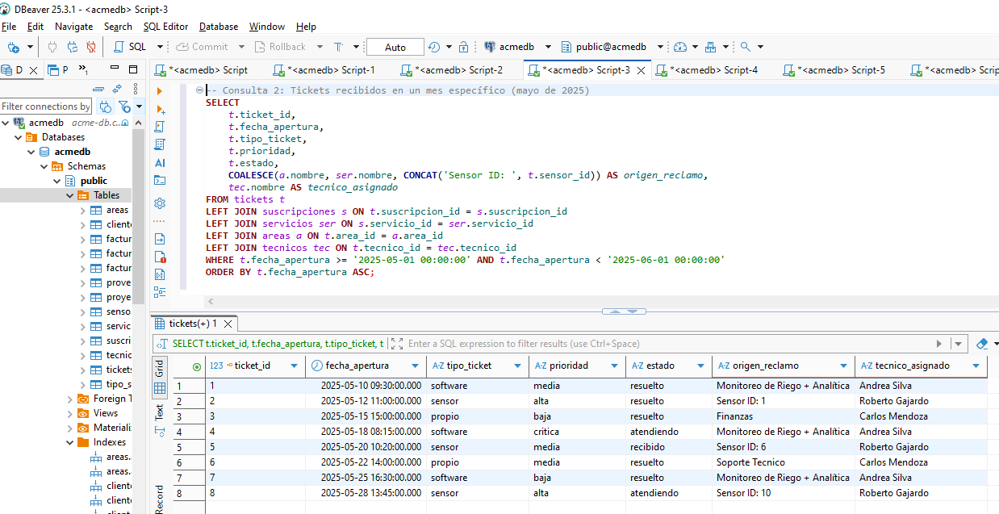 DBeaver 25.3.1 - <acmedb> Script-3
File Edit Navigate Search SQL Editor Database Window Help
SQL Commit Rollback Auto acmedb public@acmedb
D P *<acmedb> Script *<acmedb> Script-1 *<acmedb> Script-2 *<acmedb> Script-3 *<acmedb> Script-4 *<acmedb> Script-5 *<acmedb> Scrip
Filter connections by
acmedb acme-db.c...
Databases
acmedb
Schemas
public
Tables
areas
cliente
factur
factur
factur
prove
proye
senso
servic
suscri
tecnic
tickets
tipo_s
Foreign T
Views
Materiali
Indexes
areas.
areas.
cliente
cliente
AI
-- Consulta 2: Tickets recibidos en un mes específico (mayo de 2025)
SELECT
t.ticket_id,
t.fecha_apertura,
t.tipo_ticket,
t.prioridad,
t.estado,
COALESCE(a.nombre, ser.nombre, CONCAT('Sensor ID: ', t.sensor_id)) AS origen_reclamo,
tec.nombre AS tecnico_asignado
FROM tickets t
LEFT JOIN suscripciones s ON t.suscripcion_id = s.suscripcion_id
LEFT JOIN servicios ser ON s.servicio_id = ser.servicio_id
LEFT JOIN areas a ON t.area_id = a.area_id
LEFT JOIN tecnicos tec ON t.tecnico_id = tec.tecnico_id
WHERE t.fecha_apertura >= '2025-05-01 00:00:00' AND t.fecha_apertura < '2025-06-01 00:00:00'
ORDER BY t.fecha_apertura ASC;
tickets(+) 1
SELECT t.ticket_id, t.fecha_apertura, t.tipo_ticket, t Enter a SQL expression to filter results (use Ctrl+Space)
Grid
Text
Record
123 ticket_id fecha_apertura A-Z tipo_ticket A-Z prioridad A-Z estado A-Z origen_reclamo A-Z tecnico_asignado
1 1 2025-05-10 09:30:00.000 software media resuelto Monitoreo de Riego + Analítica Andrea Silva
2 2 2025-05-12 11:00:00.000 sensor alta resuelto Sensor ID: 1 Roberto Gajardo
3 3 2025-05-15 15:00:00.000 propio baja resuelto Finanzas Carlos Mendoza
4 4 2025-05-18 08:15:00.000 software critica atendiendo Monitoreo de Riego + Analítica Andrea Silva
5 5 2025-05-20 10:20:00.000 sensor media recibido Sensor ID: 6 Roberto Gajardo
6 6 2025-05-22 14:00:00.000 propio media resuelto Soporte Tecnico Carlos Mendoza
7 7 2025-05-25 16:30:00.000 software baja resuelto Monitoreo de Riego + Analítica Andrea Silva
8 8 2025-05-28 13:45:00.000 sensor alta atendiendo Sensor ID: 10 Roberto Gajardo